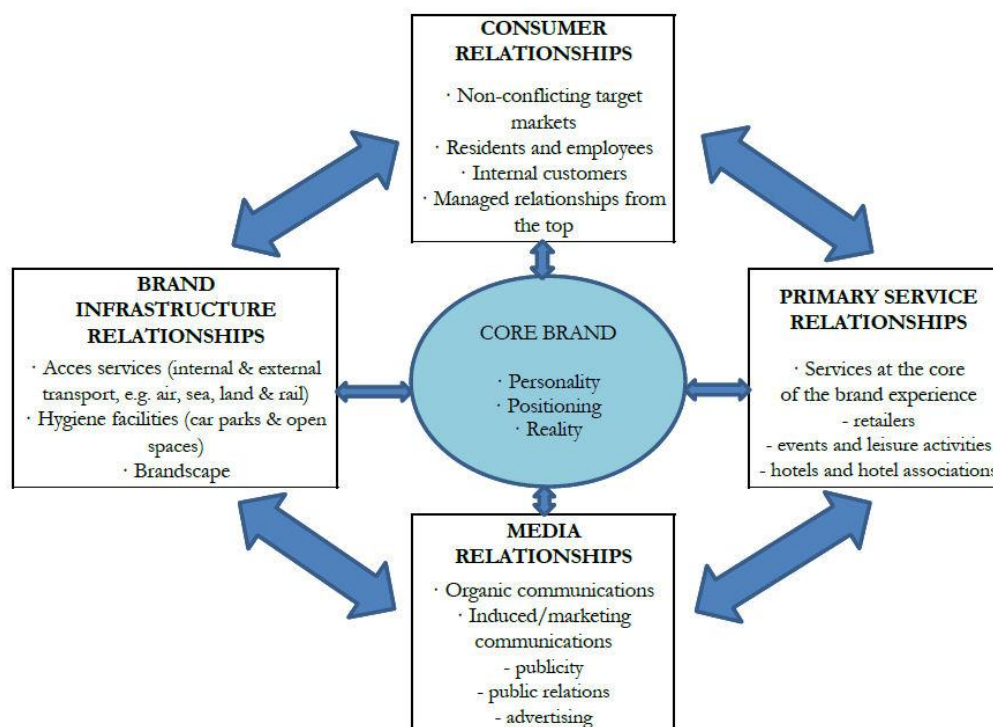 CONSUMER
RELATIONSHIPS
· Non-conflicting target
markets
· Residents and employees
· Internal customers
· Managed relationships from
the top
BRAND
INFRASTRUCTURE
RELATIONSHIPS
· Acces services (internal & external
transport, e.g. air, sea, land & rail)
· Hygiene facilities (car parks & open
spaces)
· Brandscape
CORE BRAND
· Personality
· Positioning
· Reality
PRIMARY SERVICE
RELATIONSHIPS
· Services at the core
of the brand experience
- retailers
- events and leisure activities
- hotels and hotel associations
MEDIA
RELATIONSHIPS
· Organic communications
· Induced/marketing
communications
- publicity
- public relations
- advertising